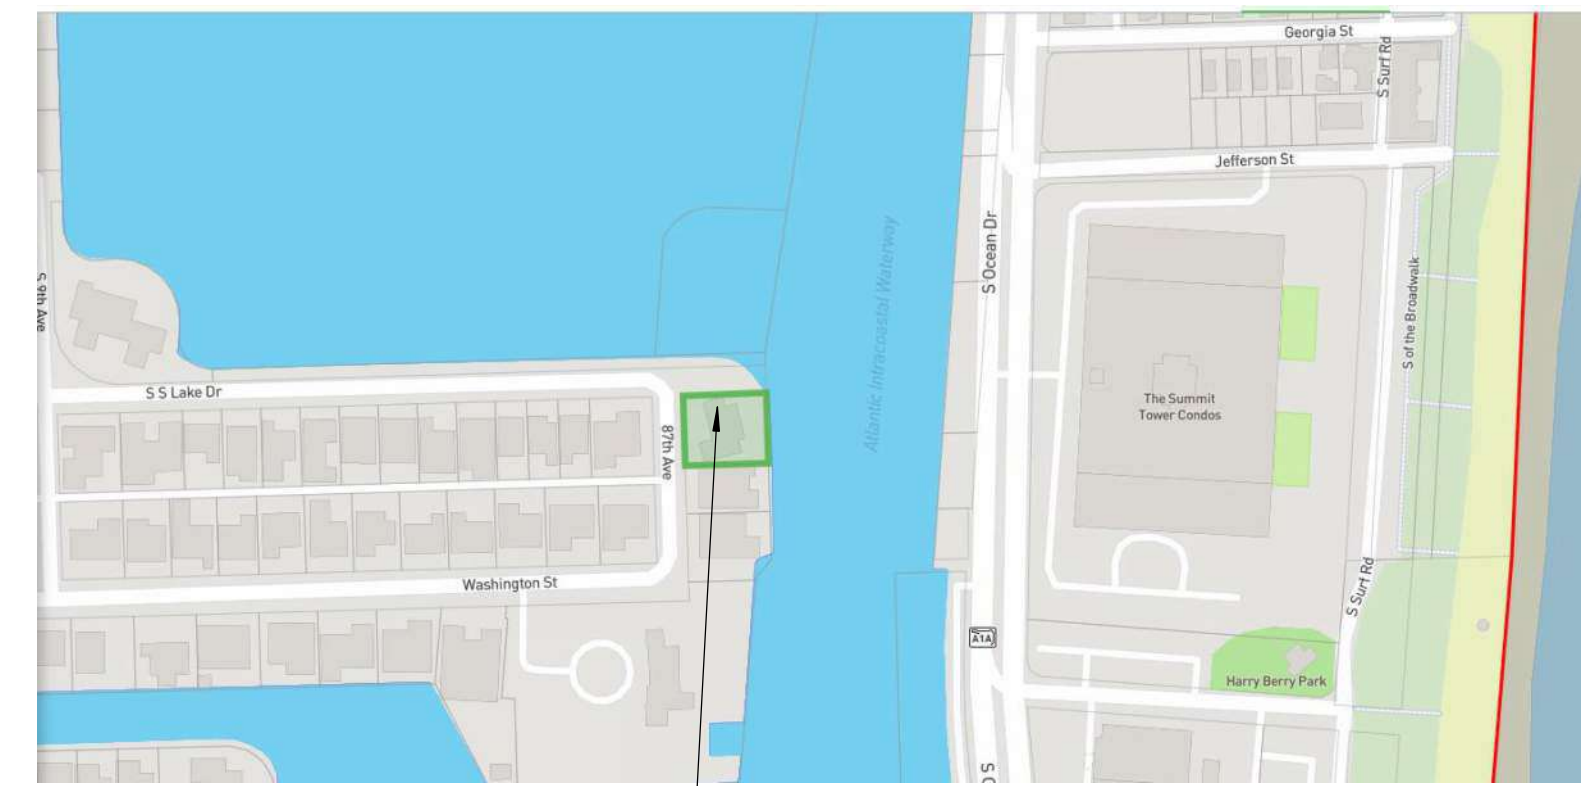 Georgia St
S Surf Rd
Jefferson St
S Ocean Dr
Atlantic Intracoastal Waterway
S of the Broadwalk
S 9th Ave
S S Lake Dr
The Summit
Tower Condos
87th Ave
Washington St
S Surf Rd
A1A
Harry Berry Park